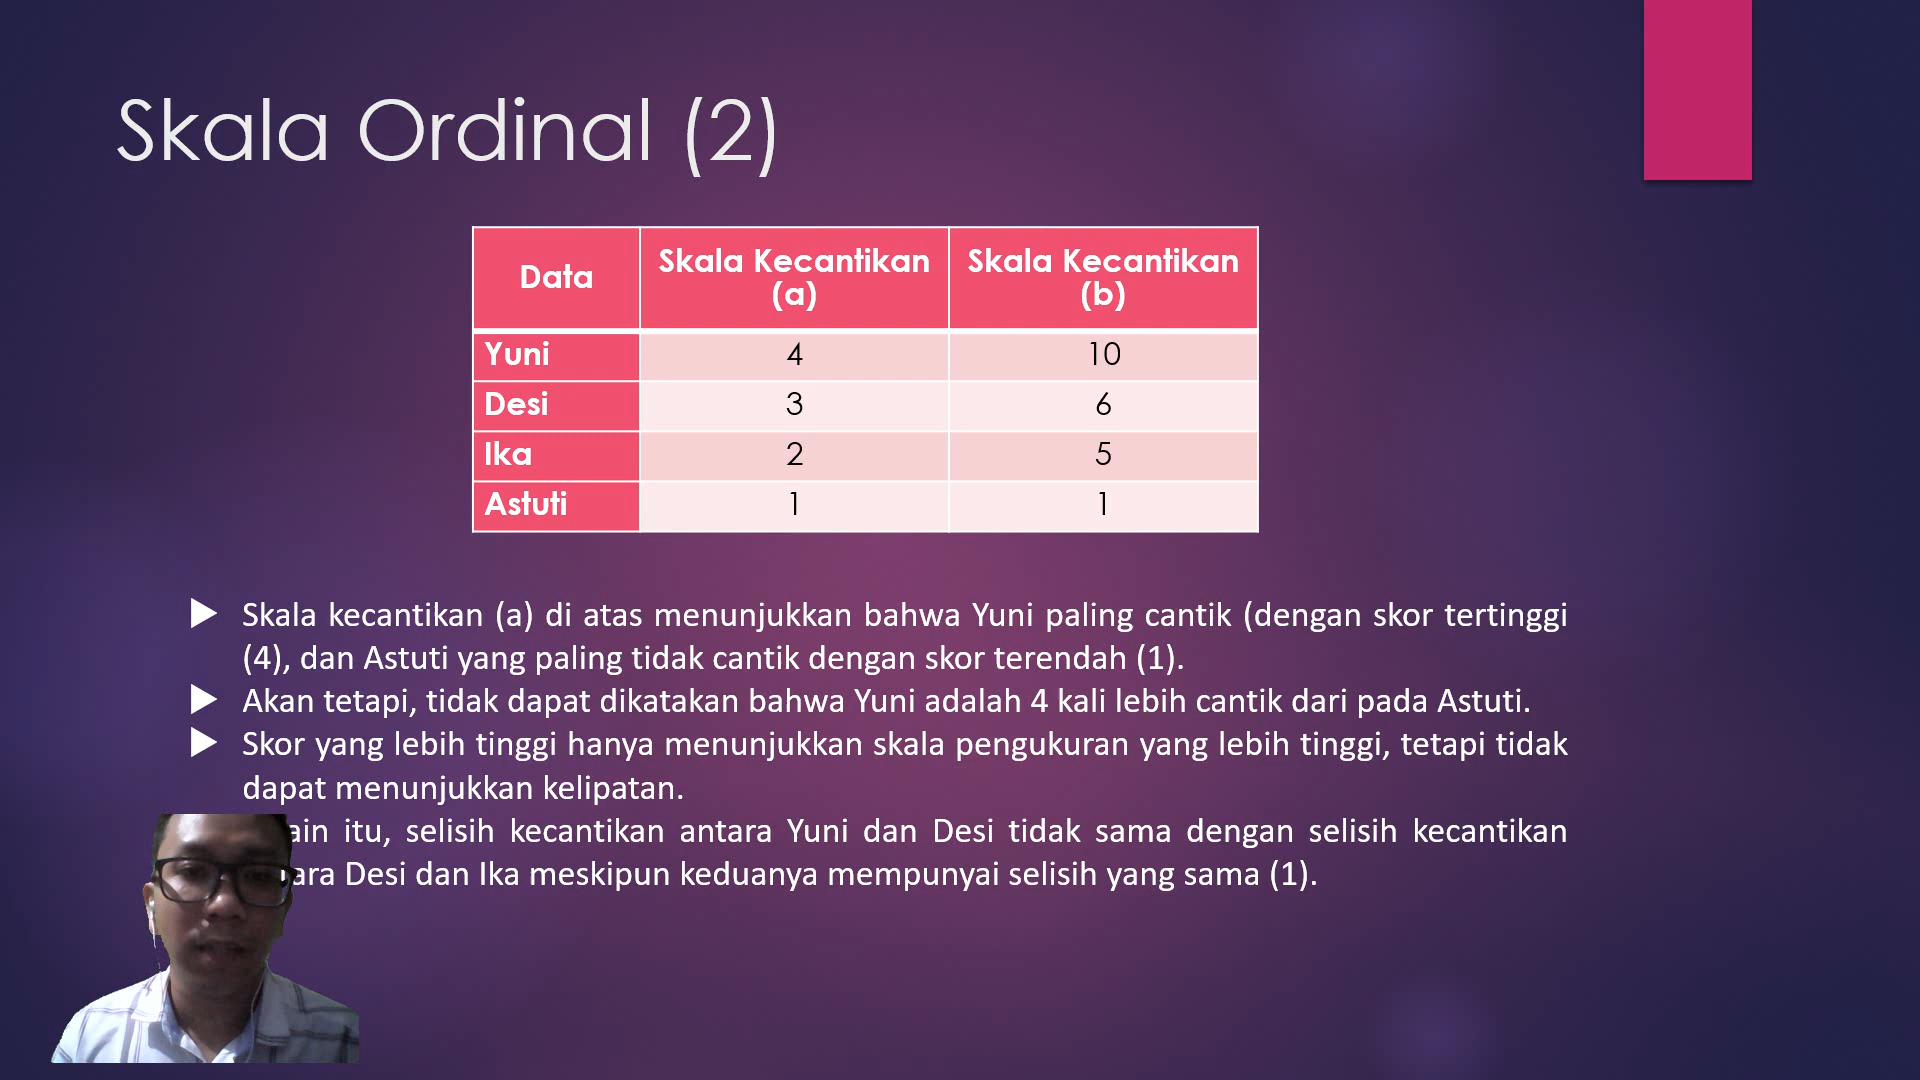 Skala Ordinal (2)
Data Skala Kecantikan (a) Skala Kecantikan (b)
Yuni 4 10
Desi 3 6
Ika 2 5
Astuti 1 1
Skala kecantikan (a) di atas menunjukkan bahwa Yuni paling cantik (dengan skor tertinggi
(4), dan Astuti yang paling tidak cantik dengan skor terendah (1).
Akan tetapi, tidak dapat dikatakan bahwa Yuni adalah 4 kali lebih cantik dari pada Astuti.
Skor yang lebih tinggi hanya menunjukkan skala pengukuran yang lebih tinggi, tetapi tidak
dapat menunjukkan kelipatan.
itu, selisih kecantikan antara Yuni dan Desi tidak sama dengan selisih kecantikan
Desi dan Ika meskipun keduanya mempunyai selisih yang sama (1).